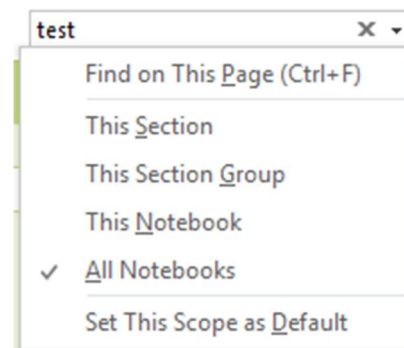 test
Find on This Page (Ctrl+F)
This Section
This Section Group
This Notebook
All Notebooks
Set This Scope as Default